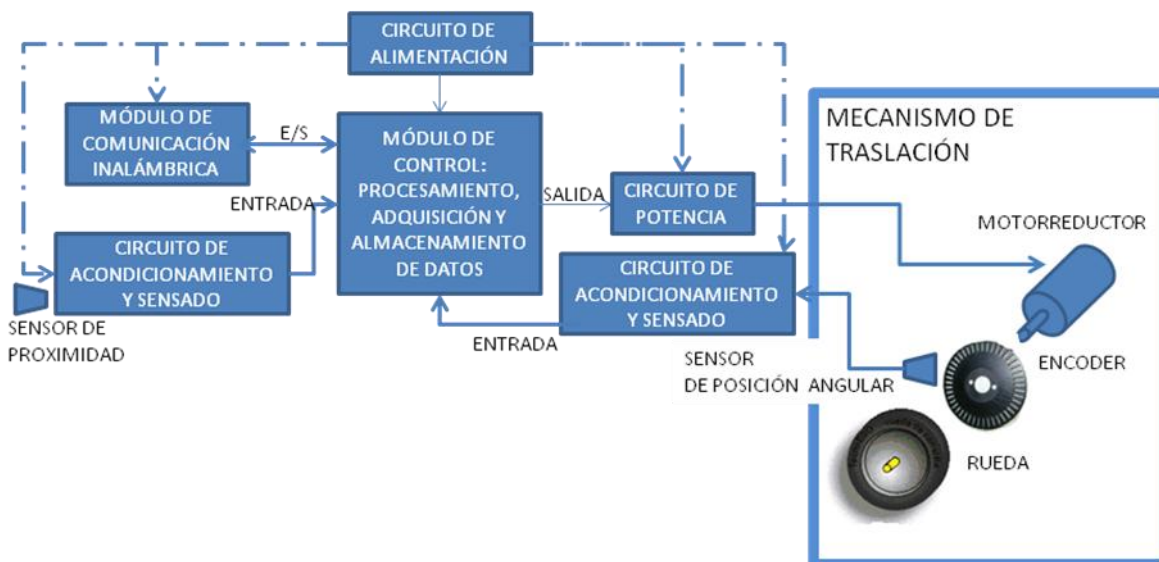 CIRCUITO DE
ALIMENTACIÓN
MÓDULO DE
COMUNICACIÓN
INALÁMBRICA
E/S
ENTRADA
MÓDULO DE
CONTROL:
PROCESAMIENTO,
ADQUISICIÓN Y
ALMACENAMIENTO
DE DATOS
SALIDA
CIRCUITO DE
POTENCIA
CIRCUITO DE
ACONDICIONAMIENTO
Y SENSADO
SENSOR DE
PROXIMIDAD
CIRCUITO DE
ACONDICIONAMIENTO
Y SENSADO
ENTRADA
SENSOR
DE POSICIÓN ANGULAR
MECANISMO DE
TRASLACIÓN
MOTORREDUCTOR
ENCODER
RUEDA